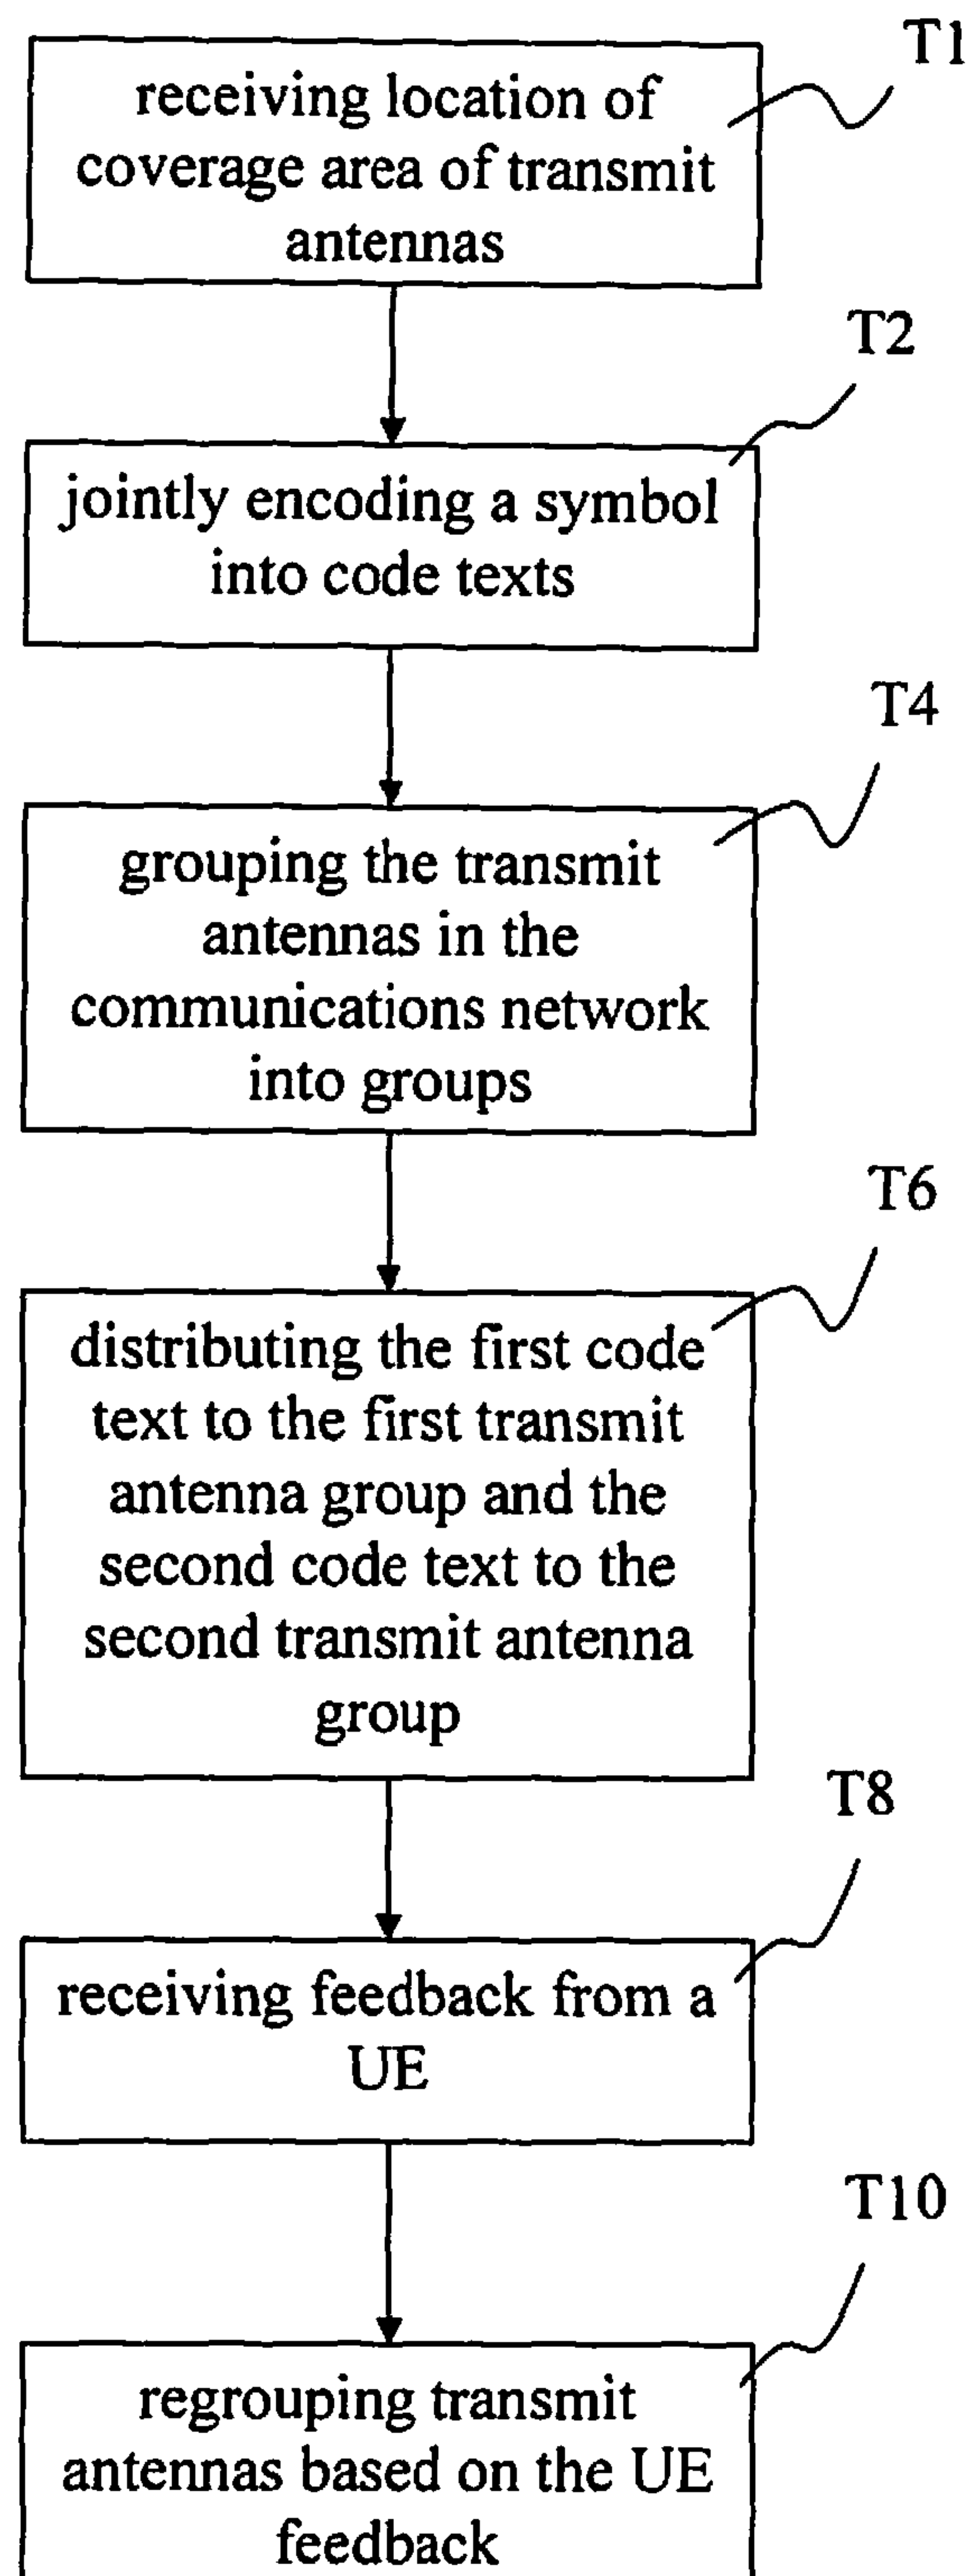 T1
receiving location of
coverage area of transmit
antennas
T2
jointly encoding a symbol
into code texts
T4
grouping the transmit
antennas in the
communications network
into groups
T6
distributing the first code
text to the first transmit
antenna group and the
second code text to the
second transmit antenna
group
T8
receiving feedback from a
UE
T10
regrouping transmit
antennas based on the UE
feedback